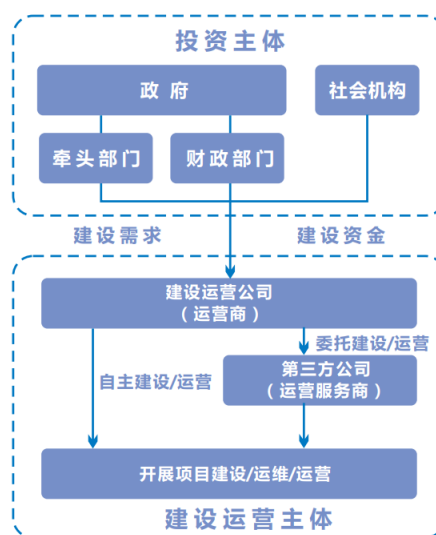 投资主体
政府
社会机构
牵头部门
财政部门
建设需求
建设资金
建设运营公司
（运营商）
委托建设/运营
自主建设/运营
第三方公司
（运营服务商）
开展项目建设/运维/运营
建设运营主体